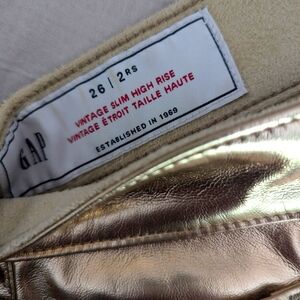 GAP
26 | 2RS
VINTAGE SLIM HIGH RISE
VINTAGE ÉTROIT TAILLE HAUTE
ESTABLISHED IN 1969